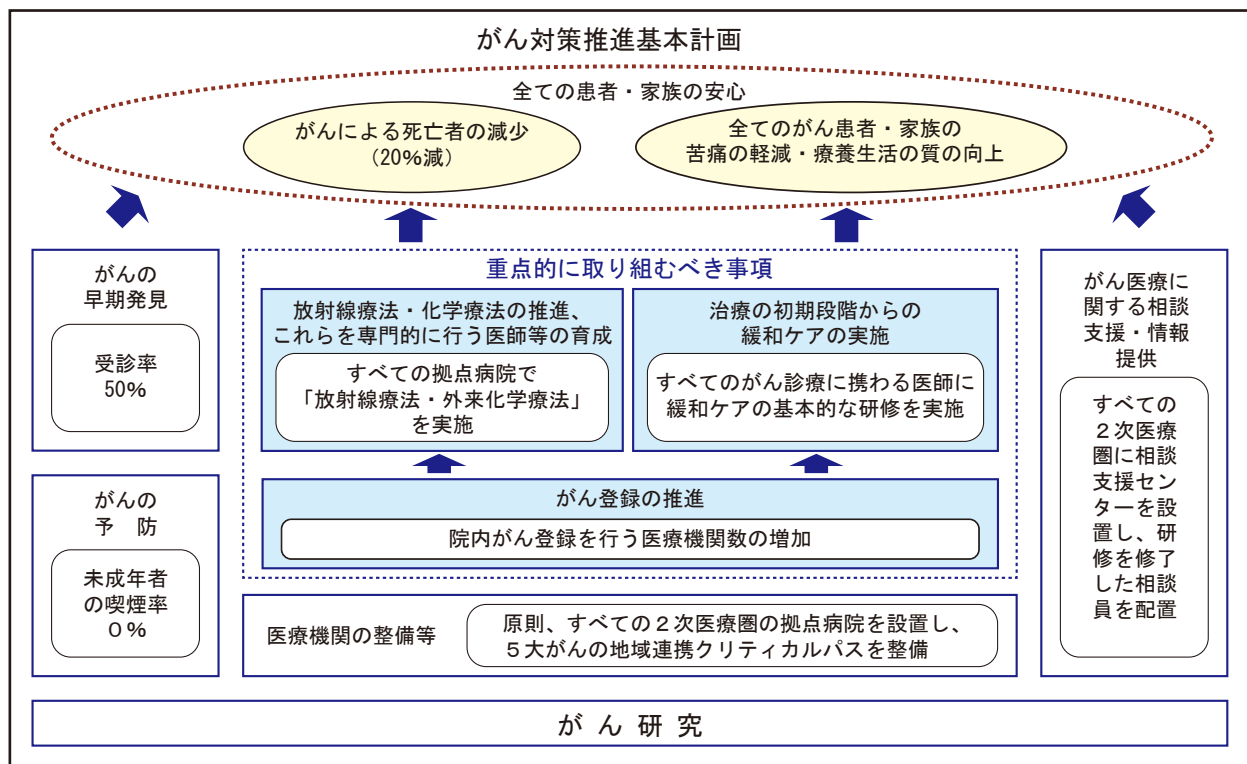 がん対策推進基本計画
全ての患者・家族の安心
がんによる死亡者の減少
（20%減）
全てのがん患者・家族の
苦痛の軽減・療養生活の質の向上
がんの
早期発見
受診率
50%
がんの
予　防
未成年者
の喫煙率
０％
重点的に取り組むべき事項
放射線療法・化学療法の推進、
これらを専門的に行う医師等の育成
すべての拠点病院で
「放射線療法・外来化学療法」
を実施
治療の初期段階からの
緩和ケアの実施
すべてのがん診療に携わる医師に
緩和ケアの基本的な研修を実施
がん登録の推進
院内がん登録を行う医療機関数の増加
医療機関の整備等
原則、すべての２次医療圏の拠点病院を設置し、
５大がんの地域連携クリティカルパスを整備
がん医療に
関する相談
支援・情報
提供
すべての
２次医療
圏に相談
支援セン
ターを設
置し、研
修を修了
した相談
員を配置
が ん 研 究